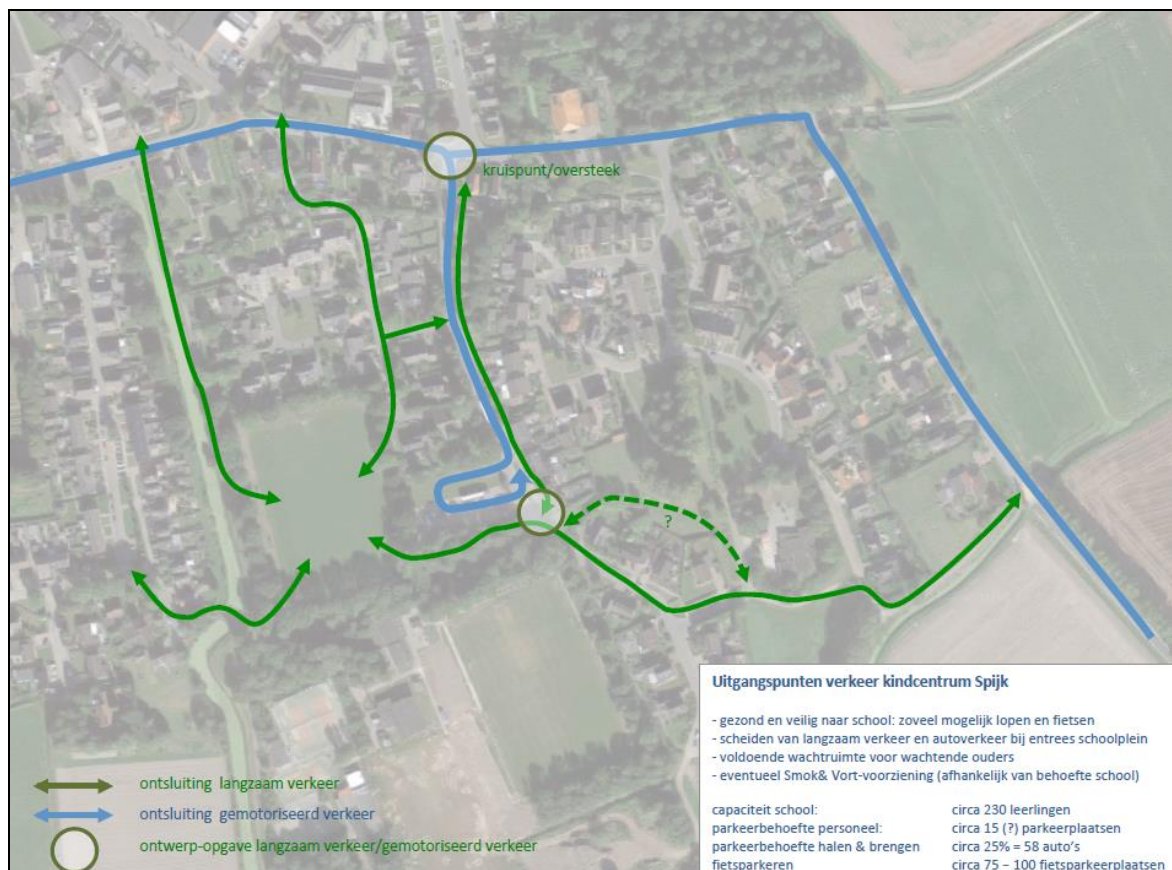 kruispunt/oversteek
?
ontsluiting langzaam verkeer
ontsluiting gemotoriseerd verkeer
ontwerp-opgave langzaam verkeer/gemotoriseerd verkeer
Uitgangspunten verkeer kindcentrum Spijk
- gezond en veilig naar school: zoveel mogelijk lopen en fietsen
- scheiden van langzaam verkeer en autoverkeer bij entrees schoolplein
- voldoende wachtruimte voor wachtende ouders
- eventueel Smok& Vort-voorziening (afhankelijk van behoefte school)
capaciteit school: circa 230 leerlingen
parkeerbehoefte personeel: circa 15 (?) parkeerplaatsen
parkeerbehoefte halen & brengen circa 25% = 58 auto's
fietsparkeren circa 75 – 100 fietsparkeerplaatsen